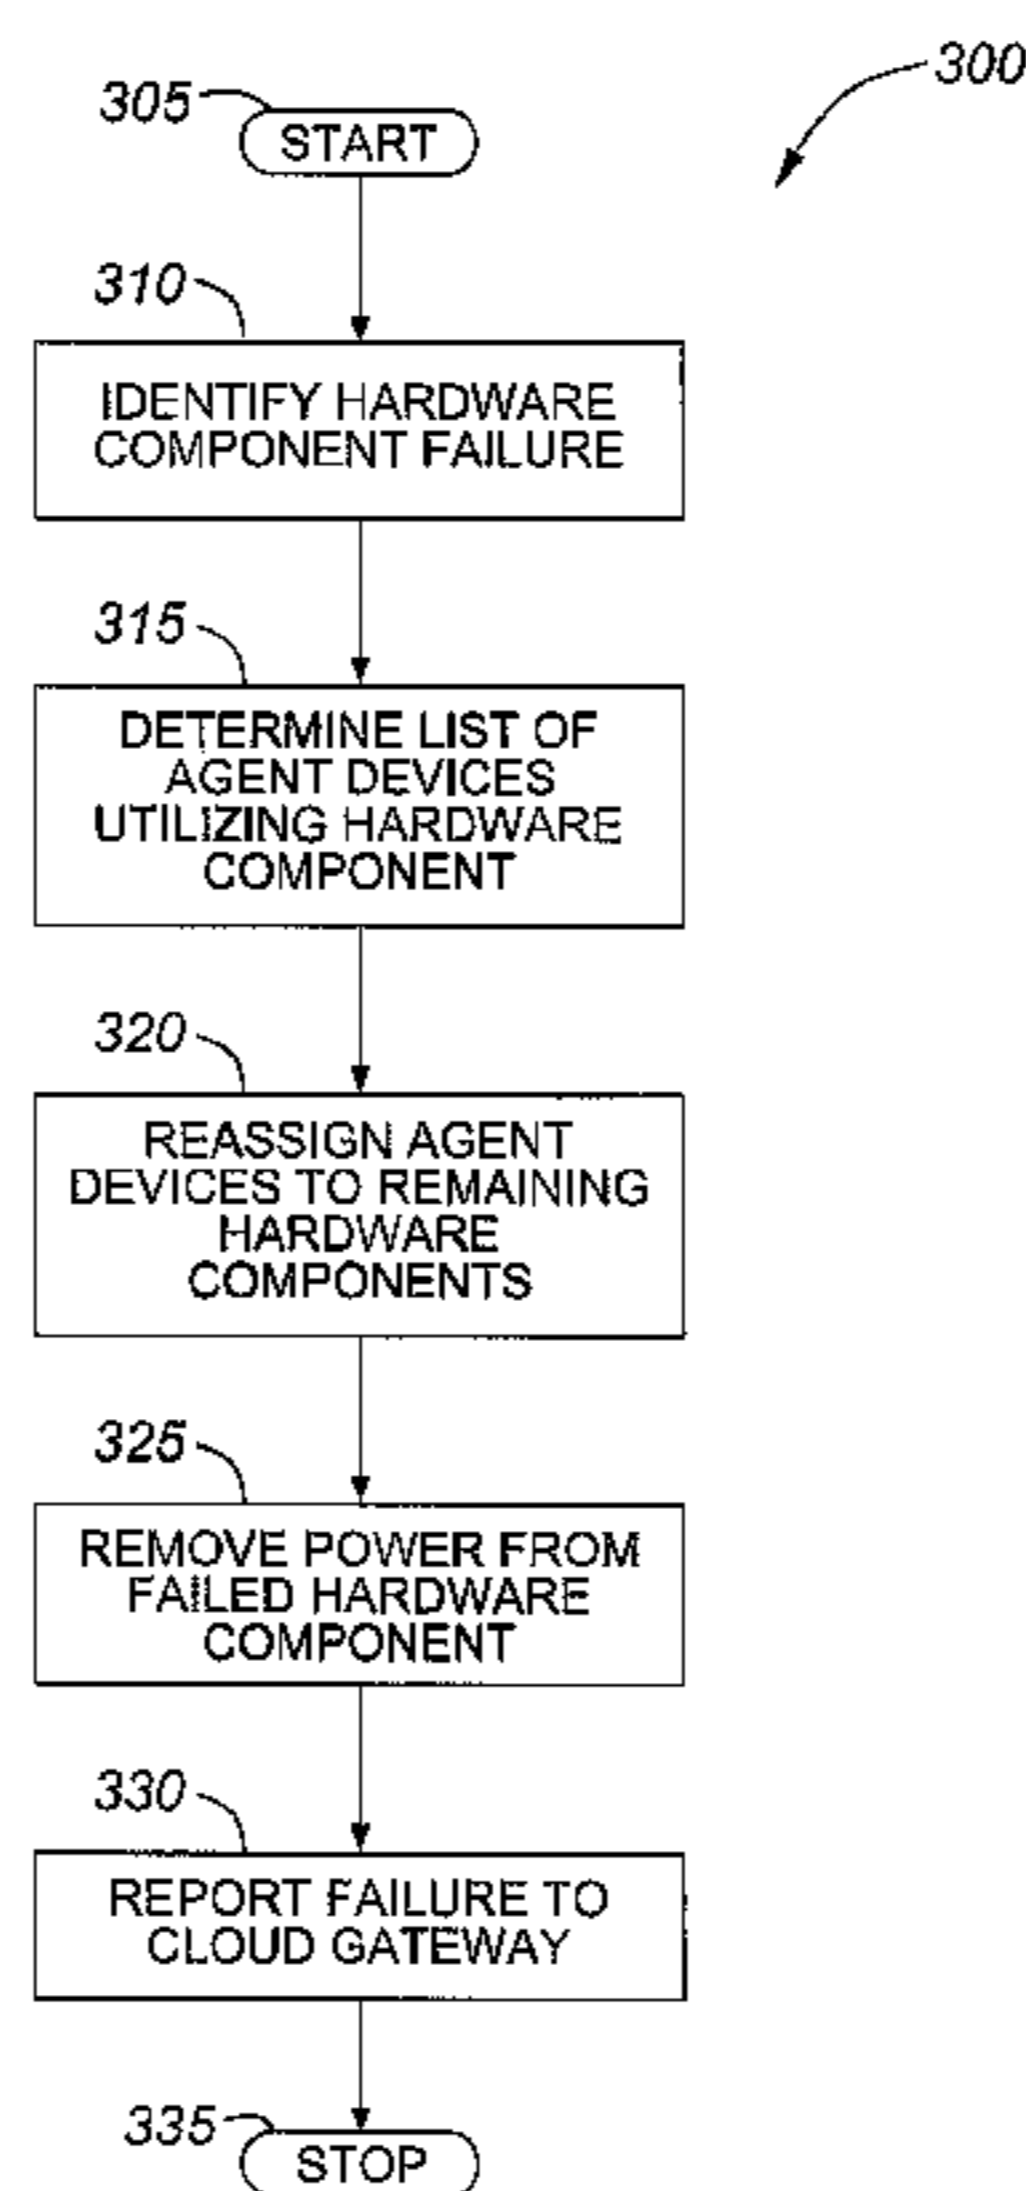 300
305
START
310
IDENTIFY HARDWARE
COMPONENT FAILURE
315
DETERMINE LIST OF
AGENT DEVICES
UTILIZING HARDWARE
COMPONENT
320
REASSIGN AGENT
DEVICES TO REMAINING
HARDWARE
COMPONENTS
325
REMOVE POWER FROM
FAILED HARDWARE
COMPONENT
330
REPORT FAILURE TO
CLOUD GATEWAY
335
STOP